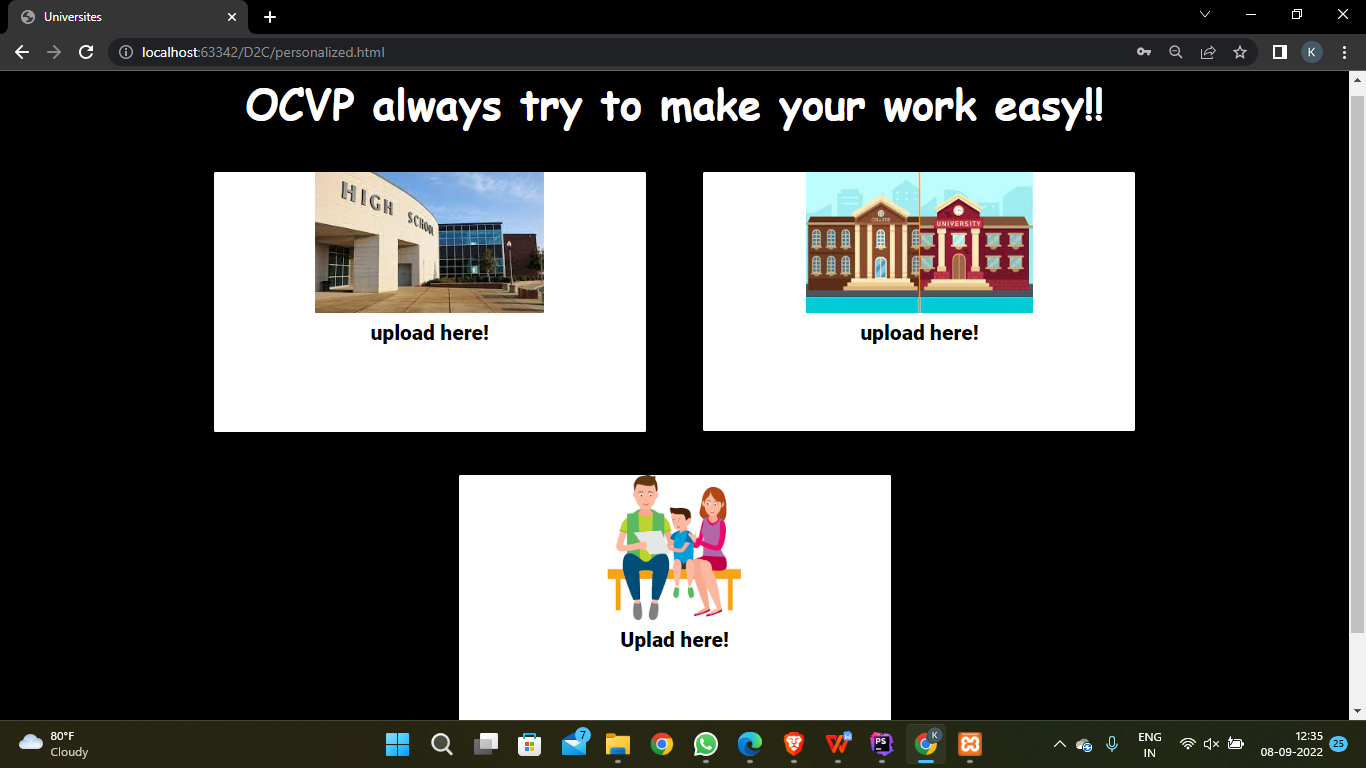 Universites
localhost:63342/D2C/personalized.html
K
OCVP always try to make your work easy!!
HIGH SCHOOL
COLLEGE
UNIVERSITY
upload here!
upload here!
Uplad here!
80°F
Cloudy
7
W
PS
K
ENG
IN
12:35
08-09-2022
25